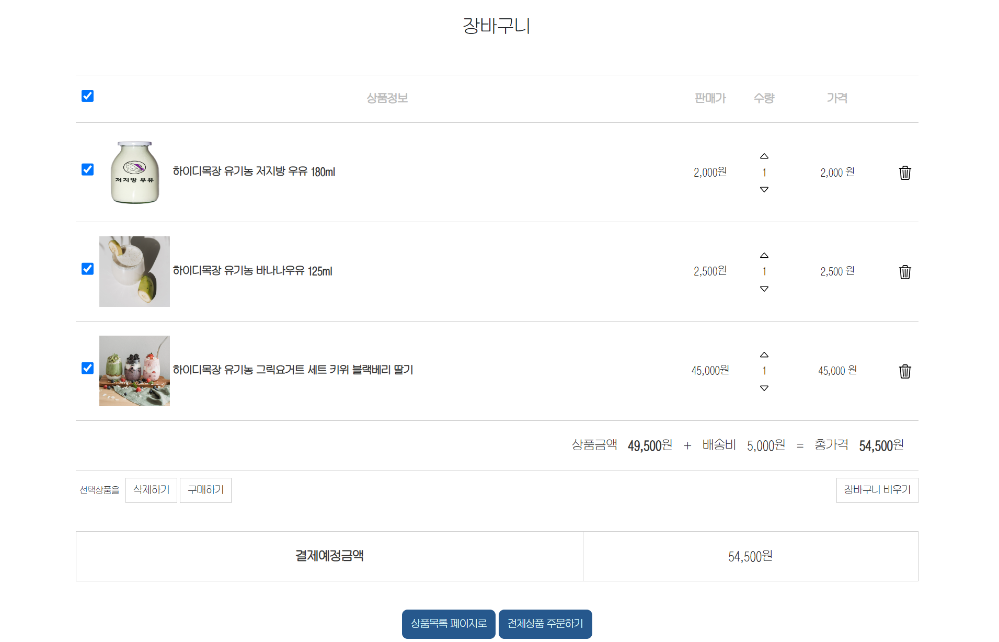 장바구니
상품정보 판매가 수량 가격
저지방 우유
하이디목장 유기농 저지방 우유 180ml 2,000원 1 2,000 원
하이디목장 유기농 바나나우유 125ml 2,500원 1 2,500 원
하이디목장 유기농 그릭요거트 세트 키위 블랙베리 딸기 45,000원 1 45,000 원
상품금액 49,500원 + 배송비 5,000원 = 총가격 54,500원
선택상품을 삭제하기 구매하기 장바구니 비우기
결제예정금액 54,500원
상품목록 페이지로 전체상품 주문하기